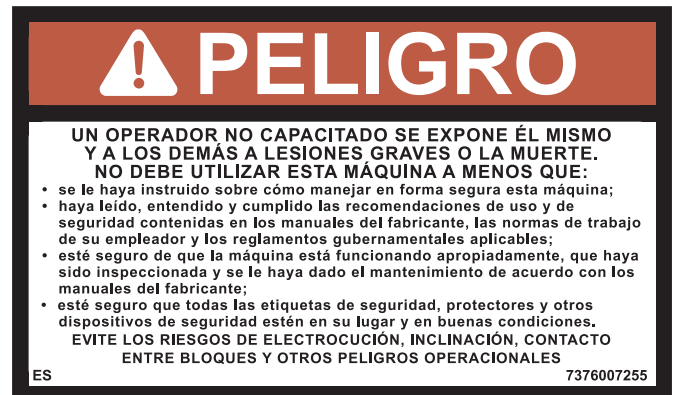 PELIGRO
UN OPERADOR NO CAPACITADO SE EXPONE ÉL MISMO
Y A LOS DEMÁS A LESIONES GRAVES O LA MUERTE.
NO DEBE UTILIZAR ESTA MÁQUINA A MENOS QUE:
• se le haya instruido sobre cómo manejar en forma segura esta máquina;
• haya leído, entendido y cumplido las recomendaciones de uso y de
seguridad contenidas en los manuales del fabricante, las normas de trabajo
de su empleador y los reglamentos gubernamentales aplicables;
• esté seguro de que la máquina está funcionando apropiadamente, que haya
sido inspeccionada y se le haya dado el mantenimiento de acuerdo con los
manuales del fabricante;
• esté seguro que todas las etiquetas de seguridad, protectores y otros
dispositivos de seguridad estén en su lugar y en buenas condiciones.
EVITE LOS RIESGOS DE ELECTROCUCIÓN, INCLINACIÓN, CONTACTO
ENTRE BLOQUES Y OTROS PELIGROS OPERACIONALES
ES 7376007255